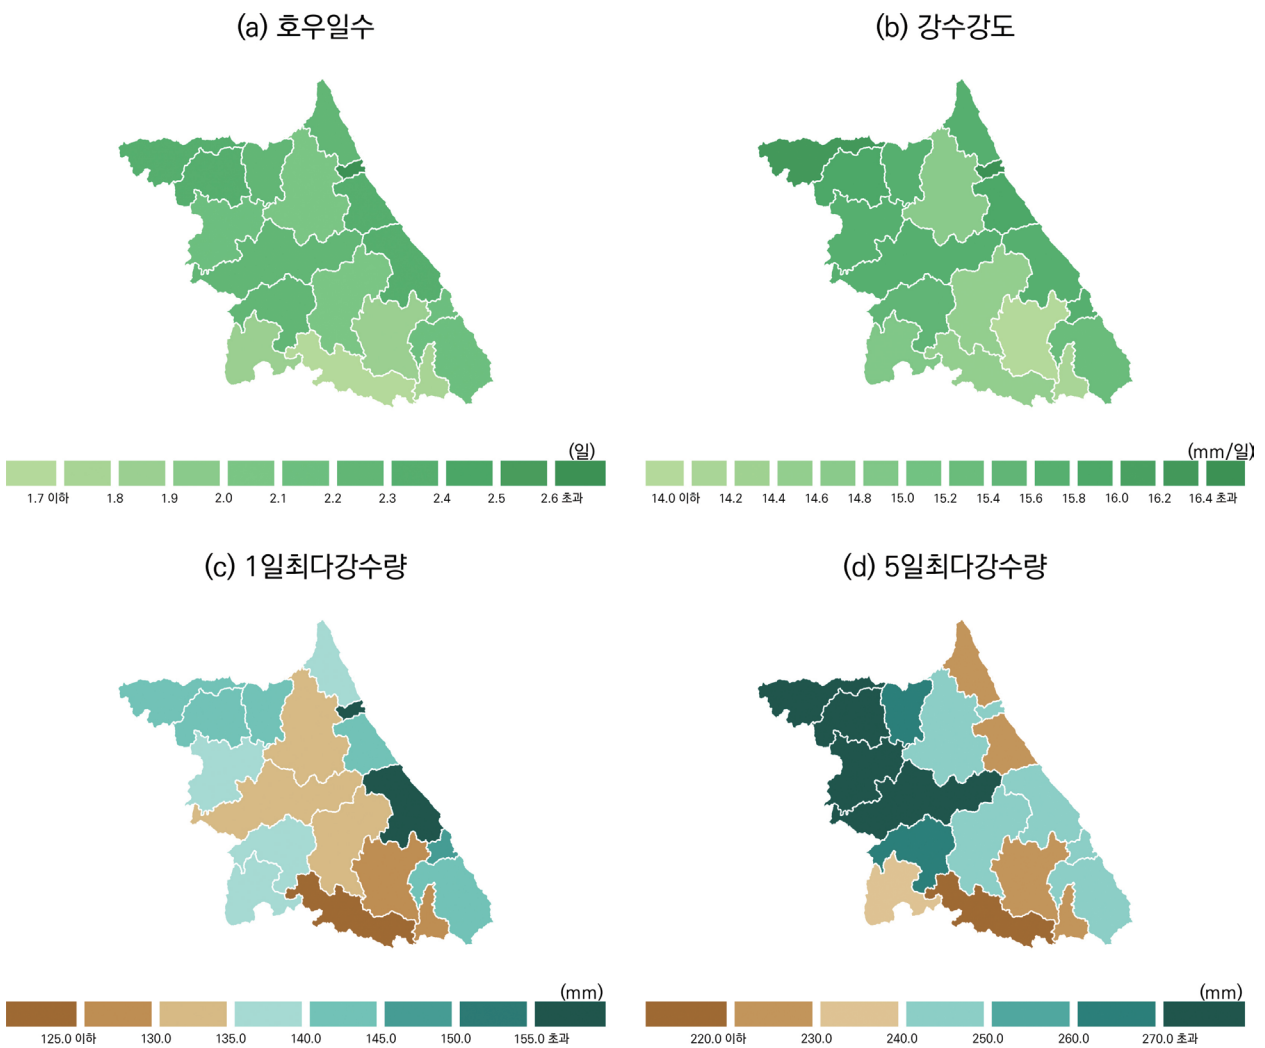 (a) 호우일수
(b) 강수강도
(일)
1.7 이하 1.8 1.9 2.0 2.1 2.2 2.3 2.4 2.5 2.6 초과
(mm/일)
14.0 이하 14.2 14.4 14.6 14.8 15.0 15.2 15.4 15.6 15.8 16.0 16.2 16.4 초과
(c) 1일최다강수량
(d) 5일최다강수량
(mm)
125.0 이하 130.0 135.0 140.0 145.0 150.0 155.0 초과
(mm)
220.0 이하 230.0 240.0 250.0 260.0 270.0 초과